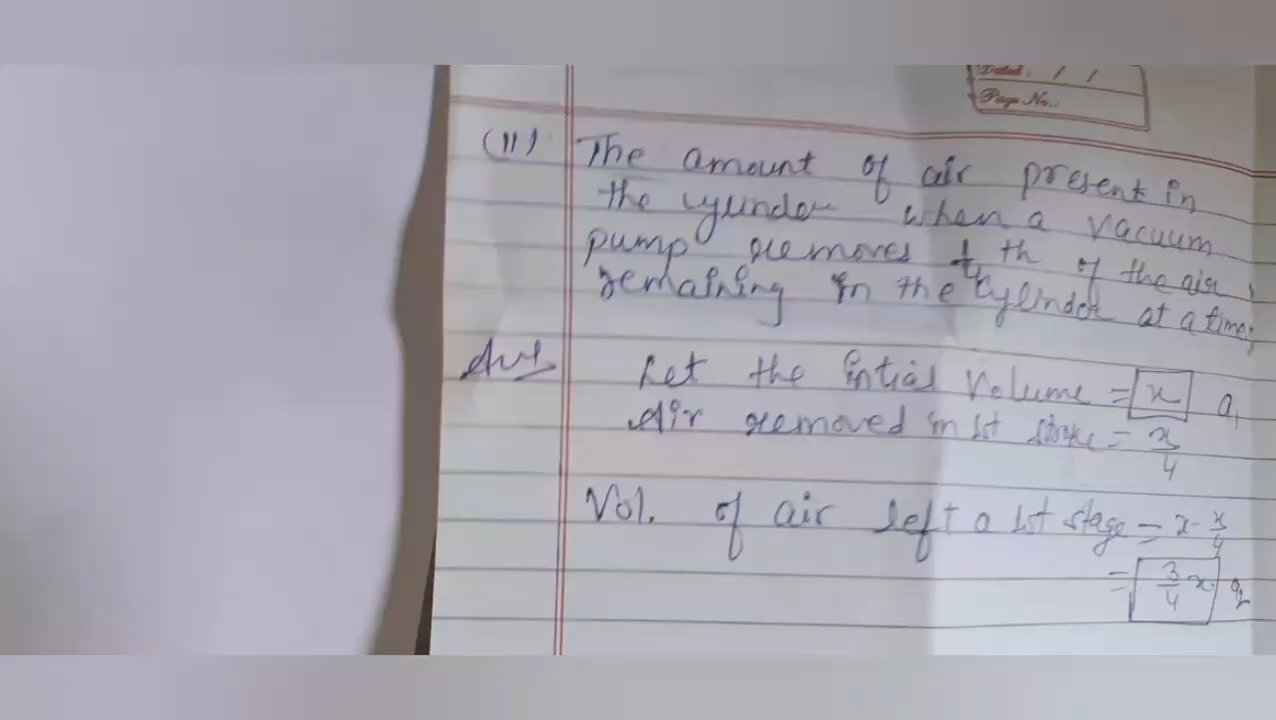 Dated: / /
Page No.:
(11) The amount of air present in
the cylinder when a vacuum
pump removes 1/4 th of the air
remaining in the cylinder at a time;
Ans Let the intial Volume = x a1
Air removed in 1st stroke = x/4
Vol. of air left a 1st stage = x - x/4
= 3/4 x a2